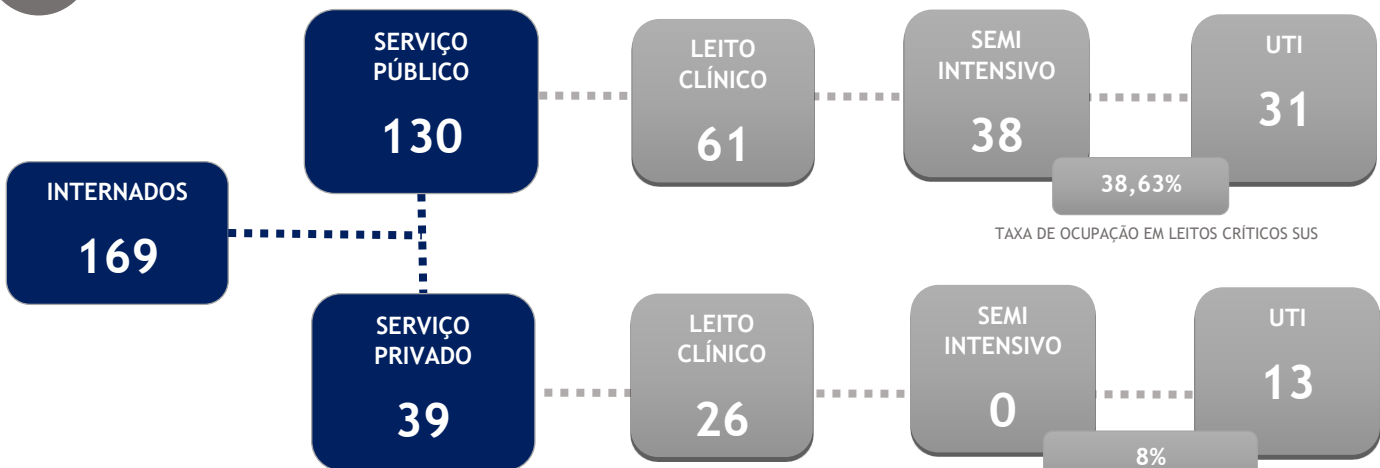 INTERNADOS
169
SERVIÇO
PÚBLICO
130
LEITO
CLÍNICO
61
SEMI
INTENSIVO
38
UTI
31
38,63%
TAXA DE OCUPAÇÃO EM LEITOS CRÍTICOS SUS
SERVIÇO
PRIVADO
39
LEITO
CLÍNICO
26
SEMI
INTENSIVO
0
UTI
13
8%